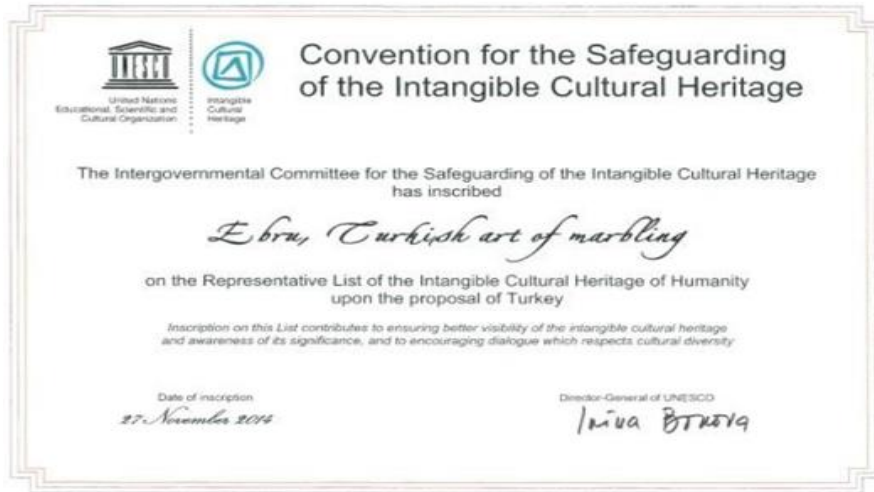 UNESCO
United Nations
Educational, Scientific and
Cultural Organization
Intangible
Cultural
Heritage
Convention for the Safeguarding
of the Intangible Cultural Heritage
The Intergovernmental Committee for the Safeguarding of the Intangible Cultural Heritage
has inscribed
Ebru, Turkish art of marbling
on the Representative List of the Intangible Cultural Heritage of Humanity
upon the proposal of Turkey
Inscription on this List contributes to ensuring better visibility of the intangible cultural heritage
and awareness of its significance, and to encouraging dialogue which respects cultural diversity
Date of inscription
27 November 2014
Director-General of UNESCO
Irina Bokova